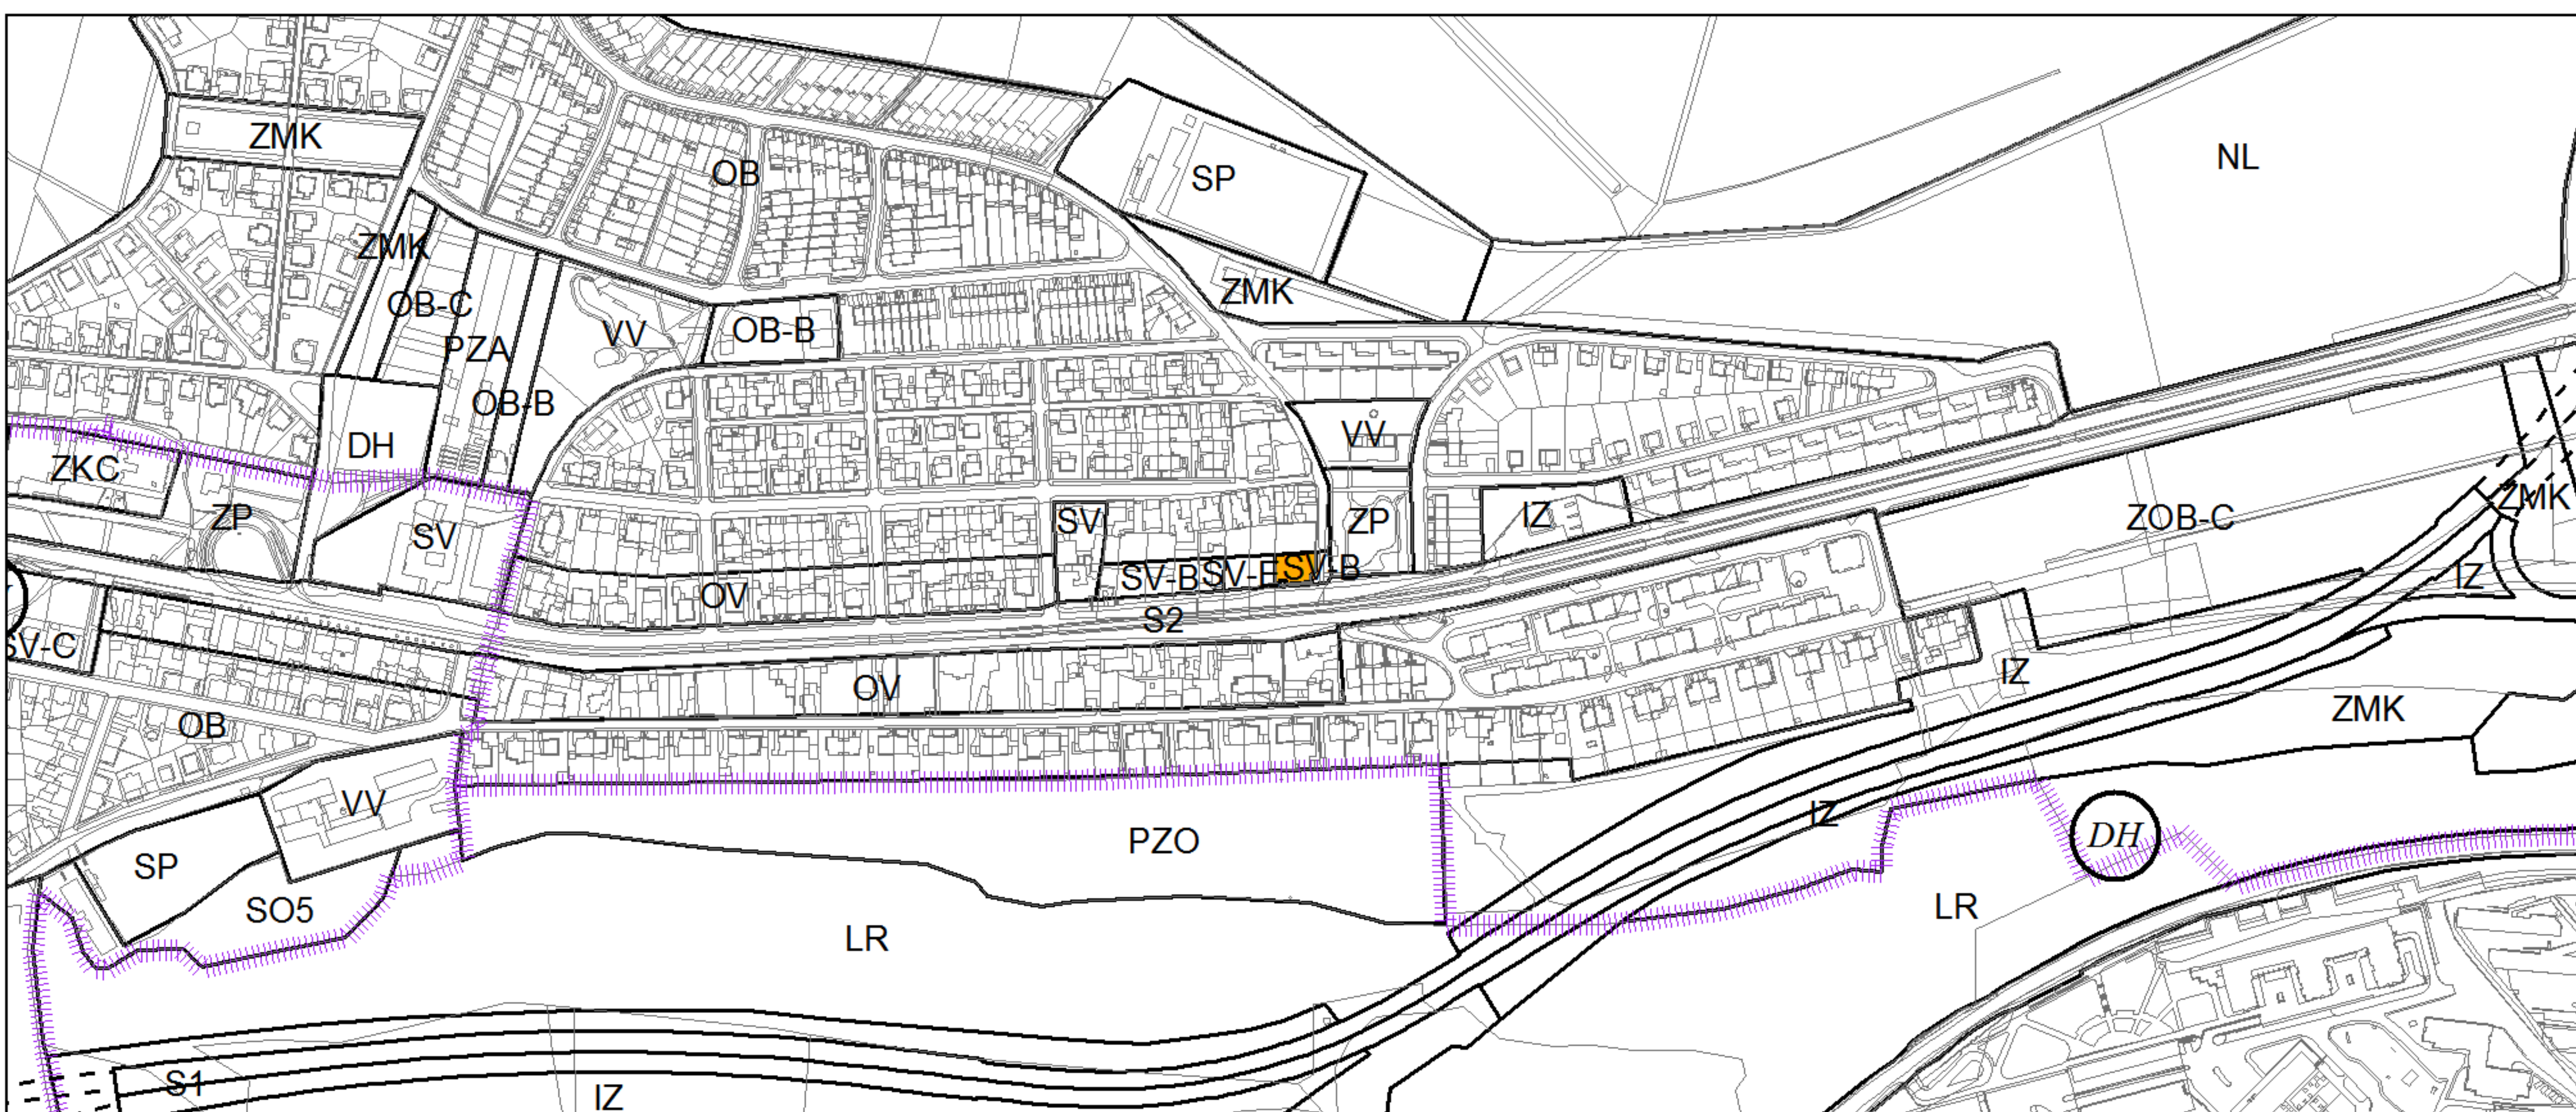 ZMK
OB
SP
NL
ZMK
OB-C
ZMK
VV
OB-B
PZA
OB-B
DH
VV
ZKC
ZP
SV
SV
ZP
IZ
ZOB-C
ZMK
OV
SV-B
SV-B
IZ
S2
SV-C
OV
IZ
OB
ZMK
VV
PZO
IZ
DH
SP
SO5
LR
LR
S1
IZ